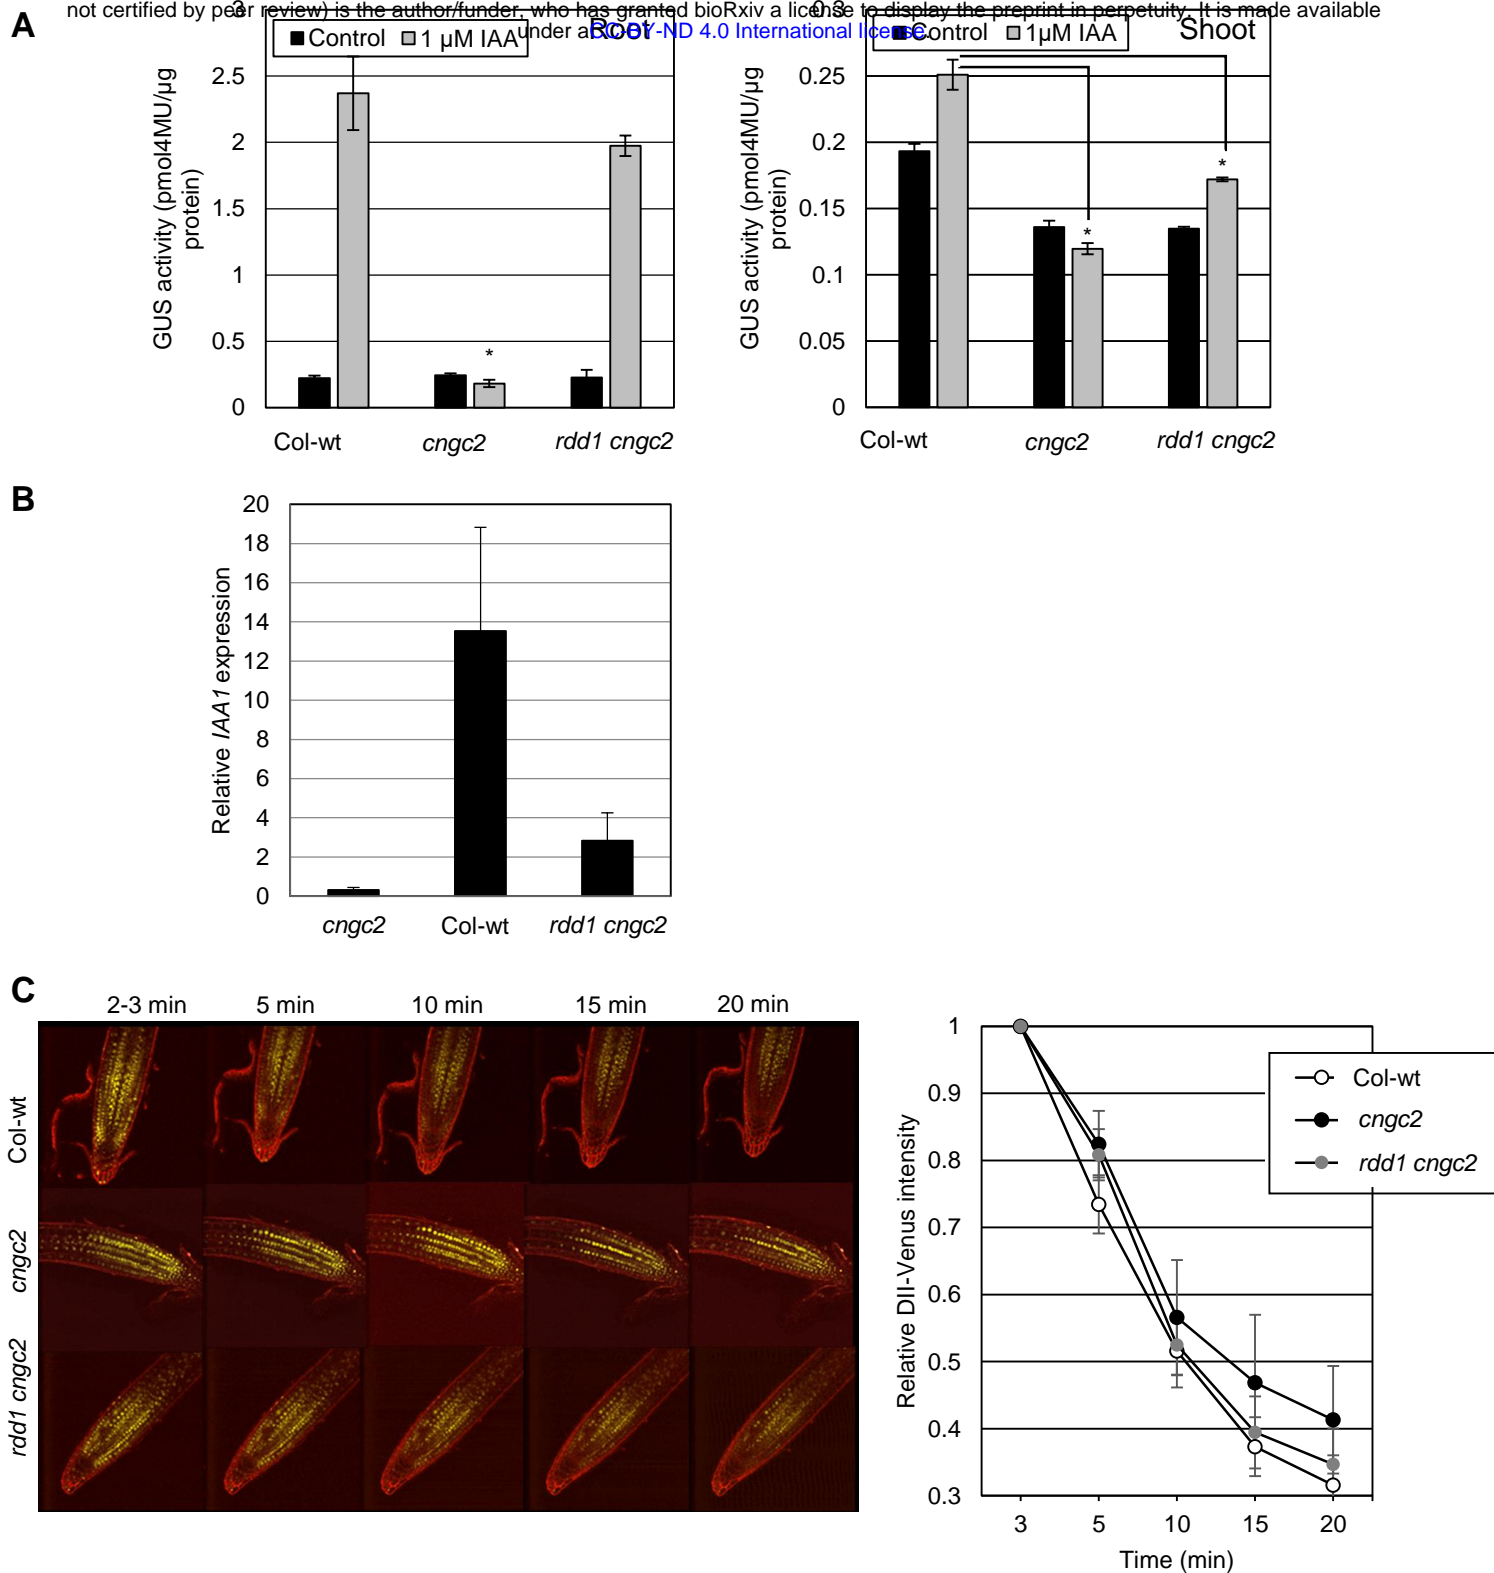 not certified by peer review) is the author/funder, who has granted bioRxiv a license to display the preprint in perpetuity. It is made available
under aCC-BY-ND 4.0 International license.
A
Root
Control 1 µM IAA
GUS activity (pmol4MU/µg
protein)
3
2.5
2
1.5
1
0.5
0
*
Col-wt cngc2 rdd1 cngc2
Shoot
Control 1µM IAA
GUS activity (pmol4MU/µg
protein)
0.3
0.25
0.2
0.15
0.1
0.05
0
*
*
Col-wt cngc2 rdd1 cngc2
B
Relative IAA1 expression
20
18
16
14
12
10
8
6
4
2
0
cngc2 Col-wt rdd1 cngc2
C
2-3 min 5 min 10 min 15 min 20 min
Col-wt
cngc2
rdd1 cngc2
Relative DII-Venus intensity
1
0.9
0.8
0.7
0.6
0.5
0.4
0.3
Col-wt
cngc2
rdd1 cngc2
3 5 10 15 20
Time (min)